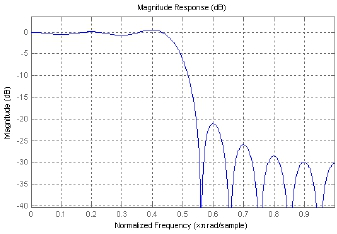 Magnitude Response (dB)
0
-5
-10
-15
-20
-25
-30
-35
-40
Magnitude (dB)
0 0.1 0.2 0.3 0.4 0.5 0.6 0.7 0.8 0.9
Normalized Frequency (×π rad/sample)